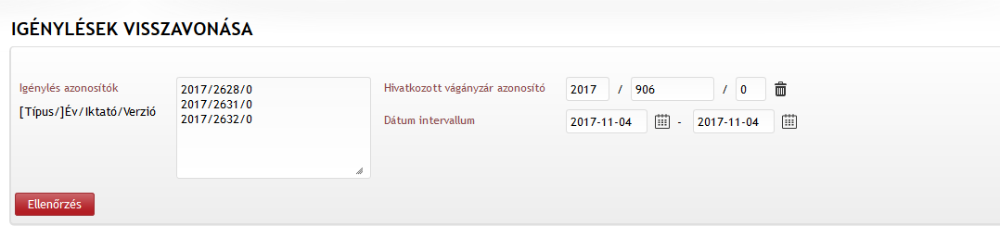 IGÉNYLÉSEK VISSZAVONÁSA
Igénylés azonosítók
[Típus/]Év/Iktató/Verzió
2017/2628/0
2017/2631/0
2017/2632/0
Hivatkozott vágányzár azonosító 2017 / 906 / 0
Dátum intervallum 2017-11-04 - 2017-11-04
Ellenőrzés